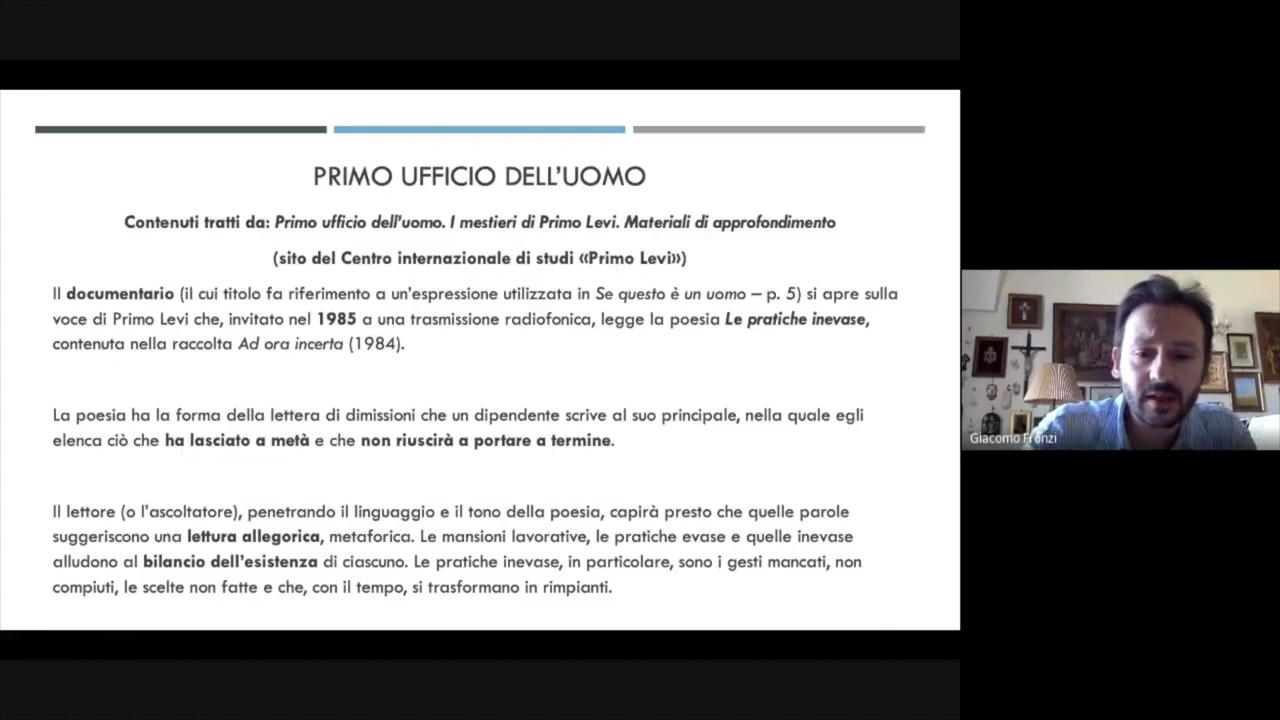 PRIMO UFFICIO DELL’UOMO
Contenuti tratti da: Primo ufficio dell’uomo. I mestieri di Primo Levi. Materiali di approfondimento
(sito del Centro internazionale di studi «Primo Levi»)
Il documentario (il cui titolo fa riferimento a un’espressione utilizzata in Se questo è un uomo – p. 5) si apre sulla
voce di Primo Levi che, invitato nel 1985 a una trasmissione radiofonica, legge la poesia Le pratiche inevase,
contenuta nella raccolta Ad ora incerta (1984).
La poesia ha la forma della lettera di dimissioni che un dipendente scrive al suo principale, nella quale egli
elenca ciò che ha lasciato a metà e che non riuscirà a portare a termine.
Il lettore (o l’ascoltatore), penetrando il linguaggio e il tono della poesia, capirà presto che quelle parole
suggeriscono una lettura allegorica, metaforica. Le mansioni lavorative, le pratiche evase e quelle inevase
alludono al bilancio dell’esistenza di ciascuno. Le pratiche inevase, in particolare, sono i gesti mancati, non
compiuti, le scelte non fatte e che, con il tempo, si trasformano in rimpianti.
Giacomo Fronzi